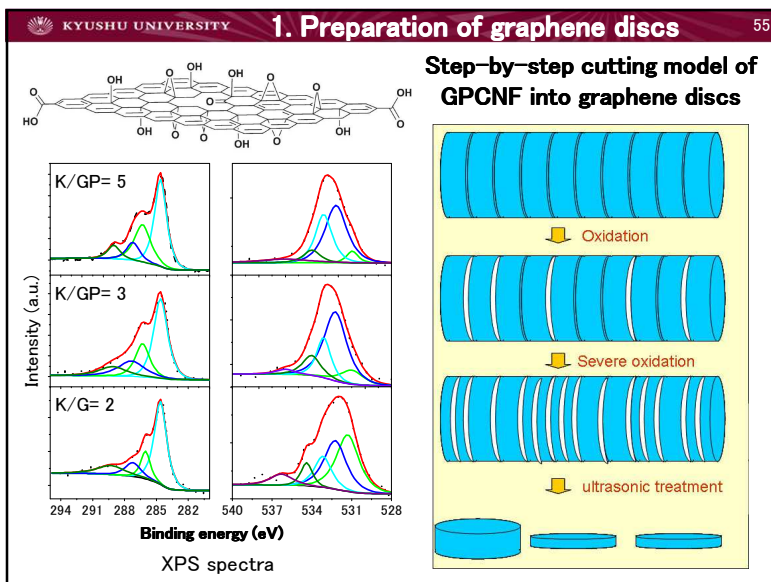 KYUSHU UNIVERSITY
1. Preparation of graphene discs
55
Step-by-step cutting model of
GPCNF into graphene discs
OH
O
OH
O
OH
O
O
O
HO
OH
O
OH
O
O
O
OH
OH
K/GP= 5
K/GP= 3
K/G= 2
Intensity (a.u.)
294 291 288 285 282
540 537 534 531 528
Binding energy (eV)
XPS spectra
Oxidation
Severe oxidation
ultrasonic treatment